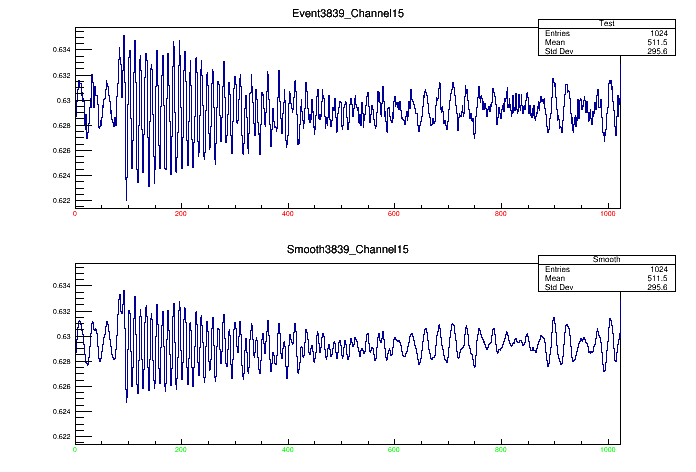 Event3839_Channel15
Test
Entries 1024
Mean 511.5
Std Dev 295.6
0.634
0.632
0.63
0.628
0.626
0.624
0.622
0 200 400 600 800 1000
Smooth3839_Channel15
Smooth
Entries 1024
Mean 511.5
Std Dev 295.6
0.634
0.632
0.63
0.628
0.626
0.624
0.622
0 200 400 600 800 1000